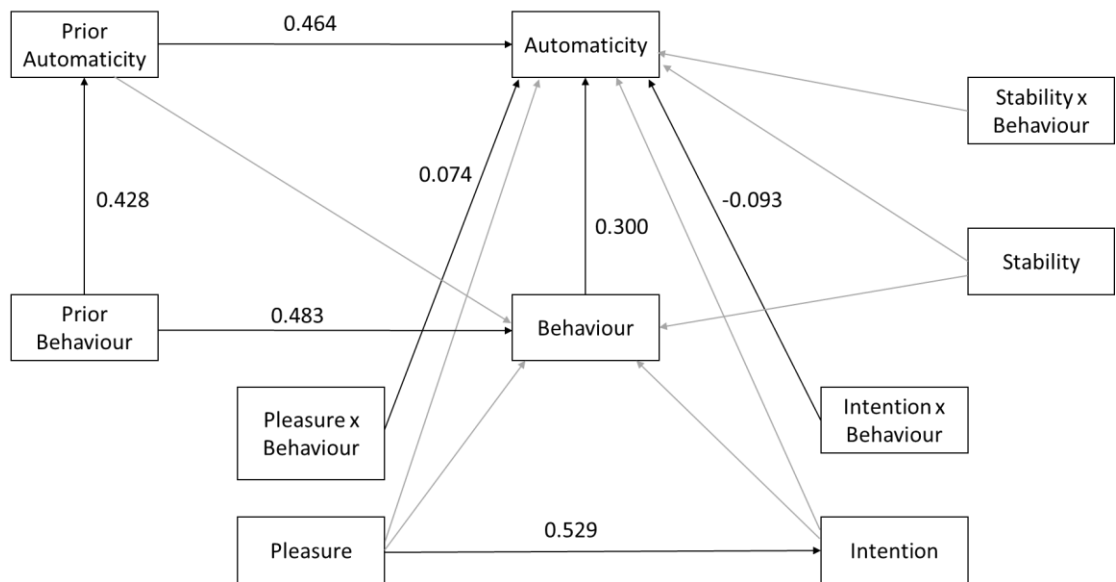 Prior
Automaticity
0.464
Automaticity
Stability x
Behaviour
0.428
0.074
0.300
-0.093
Stability
Prior
Behaviour
0.483
Behaviour
Pleasure x
Behaviour
Intention x
Behaviour
Pleasure
0.529
Intention